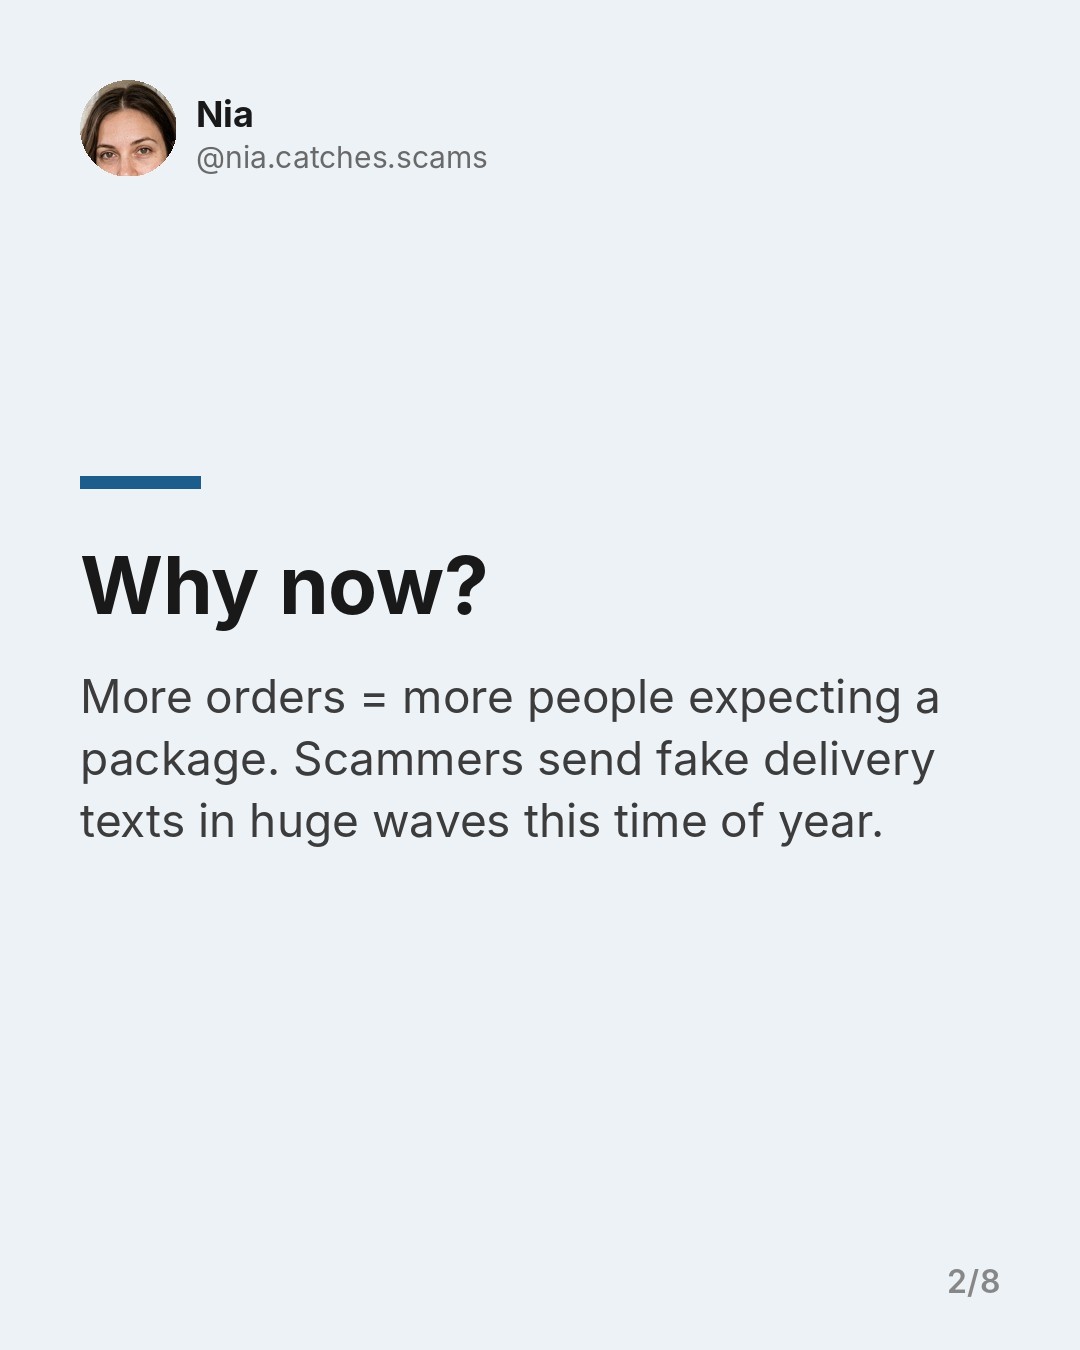 Nia
@nia.catches.scams
Why now?
More orders = more people expecting a
package. Scammers send fake delivery
texts in huge waves this time of year.
2/8